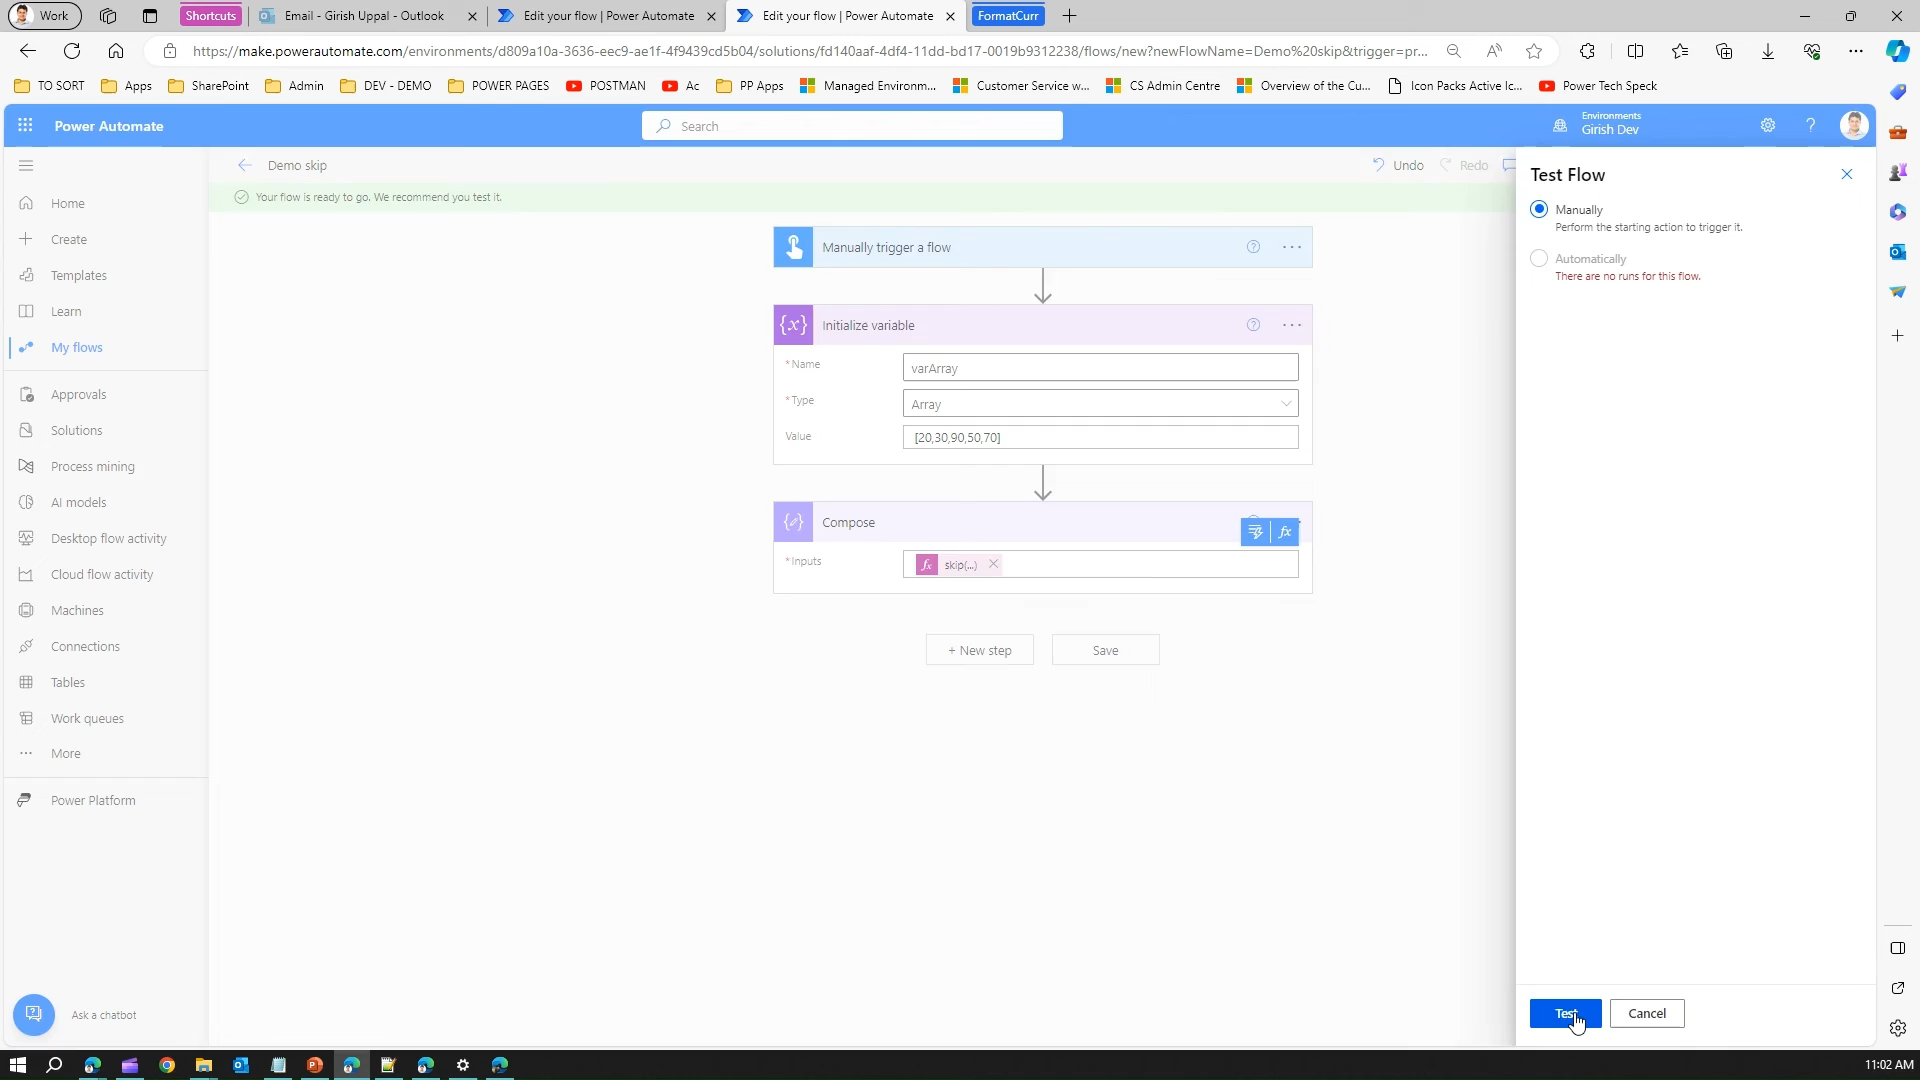 Work
Shortcuts
Email - Girish Uppal - Outlook
Edit your flow | Power Automate
Edit your flow | Power Automate
FormatCurr
https://make.powerautomate.com/environments/d809a10a-3636-eec9-ae1f-4f9439cd5b04/solutions/fd140aaf-4df4-11dd-bd17-0019b9312238/flows/new?newFlowName=Demo%20skip&trigger=pr...
TO SORT
Apps
SharePoint
Admin
DEV - DEMO
POWER PAGES
POSTMAN
Ac
PP Apps
Managed Environm...
Customer Service w...
CS Admin Centre
Overview of the Cu...
Icon Packs Active Ic...
Power Tech Speck
Power Automate
Search
Environments
Girish Dev
Demo skip
Undo
Redo
Your flow is ready to go. We recommend you test it.
Home
Create
Templates
Learn
My flows
Approvals
Solutions
Process mining
AI models
Desktop flow activity
Cloud flow activity
Machines
Connections
Tables
Work queues
More
Power Platform
Ask a chatbot
Manually trigger a flow
Initialize variable
* Name
varArray
* Type
Array
Value
[20,30,90,50,70]
Compose
* Inputs
fx skip(...)
fx
+ New step
Save
Test Flow
Manually
Perform the starting action to trigger it.
Automatically
There are no runs for this flow.
Test
Cancel
11:02 AM